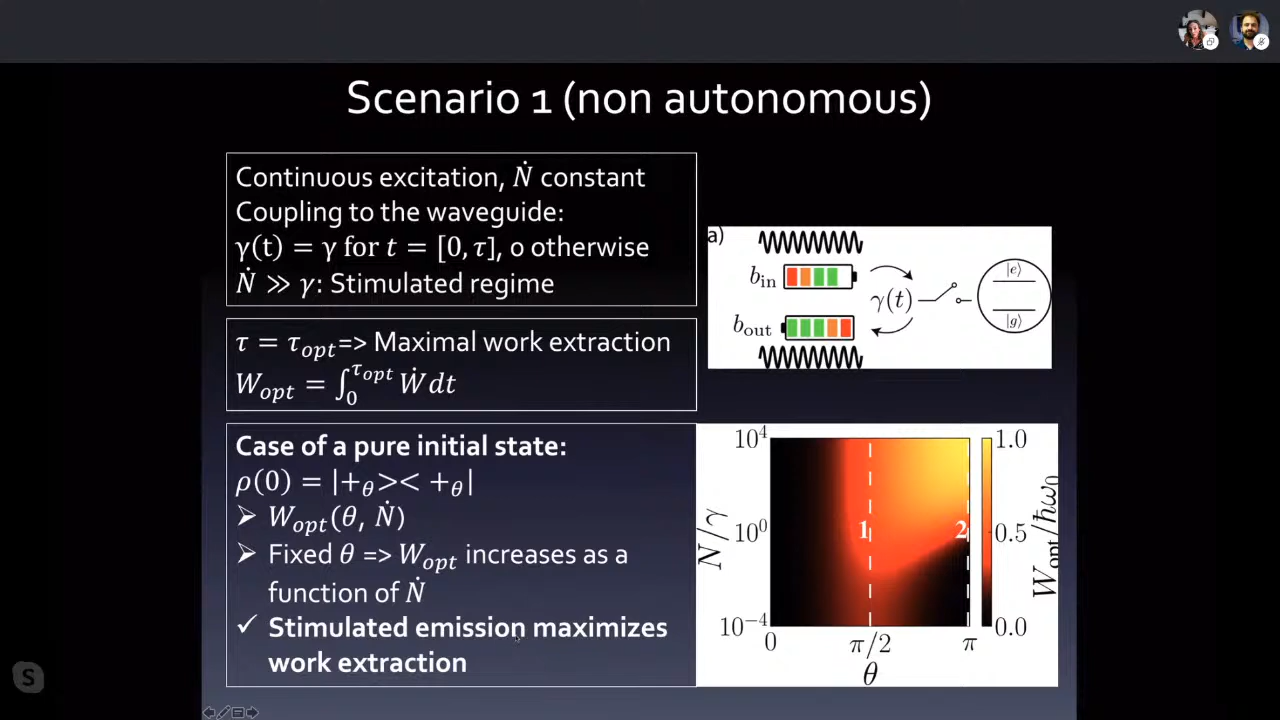 Scenario 1 (non autonomous)
Continuous excitation, Ṅ constant
Coupling to the waveguide:
γ(t) = γ for t = [0, τ], 0 otherwise
Ṅ ≫ γ: Stimulated regime
τ = τ_opt=> Maximal work extraction
W_opt = ∫_0^τ_opt Ẇdt
a)
b_in
γ(t)
|e⟩
|g⟩
b_out
Case of a pure initial state:
ρ(0) = |+_θ>< +_θ|
➢ W_opt(θ, Ṅ)
➢ Fixed θ => W_opt increases as a
function of Ṅ
✓ Stimulated emission maximizes
work extraction
10^4
10^0
10^-4
Ṅ/γ
1
2
0
π/2
π
θ
1.0
0.5
0.0
W_opt/ℏω_0
S